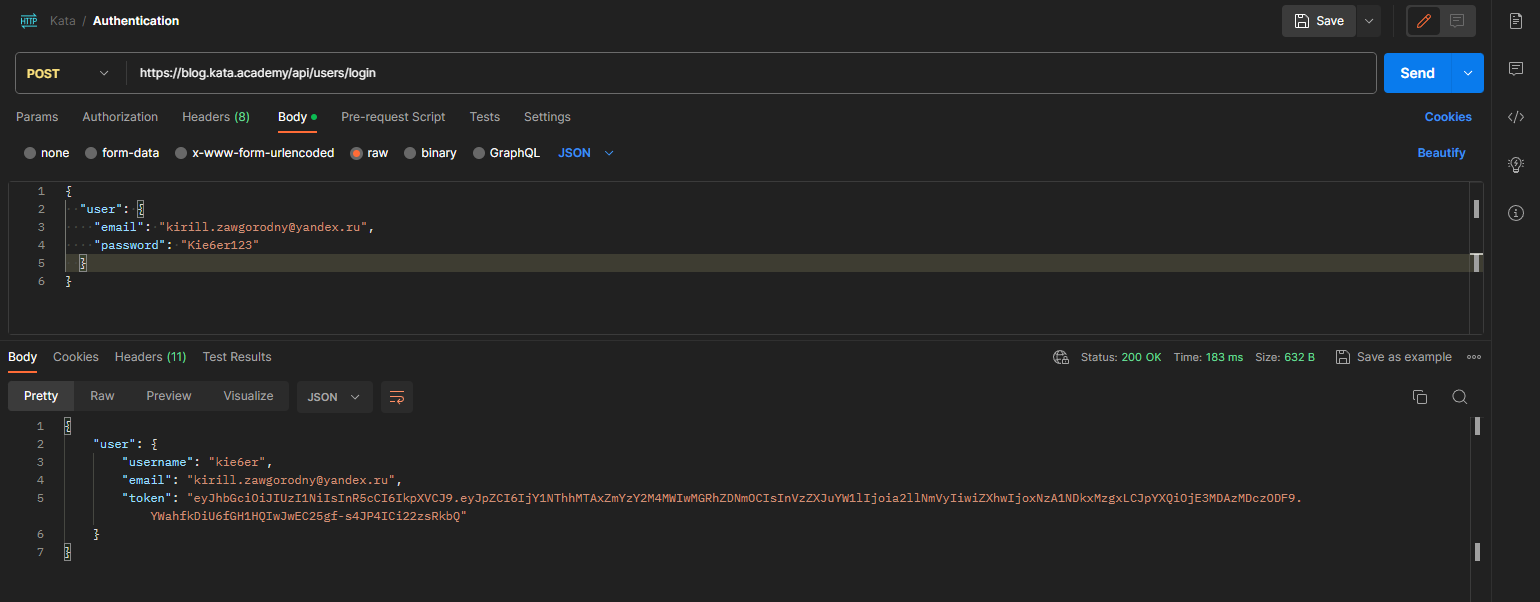 HTTP Kata / Authentication Save
POST https://blog.kata.academy/api/users/login Send
Params Authorization Headers (8) Body Pre-request Script Tests Settings Cookies
none form-data x-www-form-urlencoded raw binary GraphQL JSON Beautify
1 {
2 "user": {
3 "email": "kirill.zawgorodny@yandex.ru",
4 "password": "Kie6er123"
5 }
6 }
Body Cookies Headers (11) Test Results Status: 200 OK Time: 183 ms Size: 632 B Save as example
Pretty Raw Preview Visualize JSON
1 {
2 "user": {
3 "username": "kie6er",
4 "email": "kirill.zawgorodny@yandex.ru",
5 "token": "eyJhbGciOiJIUzI1NiIsInR5cCI6IkpXVCJ9.eyJpZCI6IjY1NThhMTAxZmYzY2M4MWIwMGRhZDNmOCIsInVzZXJuYW1lIjoia2llNmVyIiwiZXhwIjoxNzA1NDkxMzgxLCJpYXQiOjE3MDAzMDczODF9.
YWahfkDiU6fGH1HQIwJwEC25gf-s4JP4ICi22zsRkbQ"
6 }
7 }